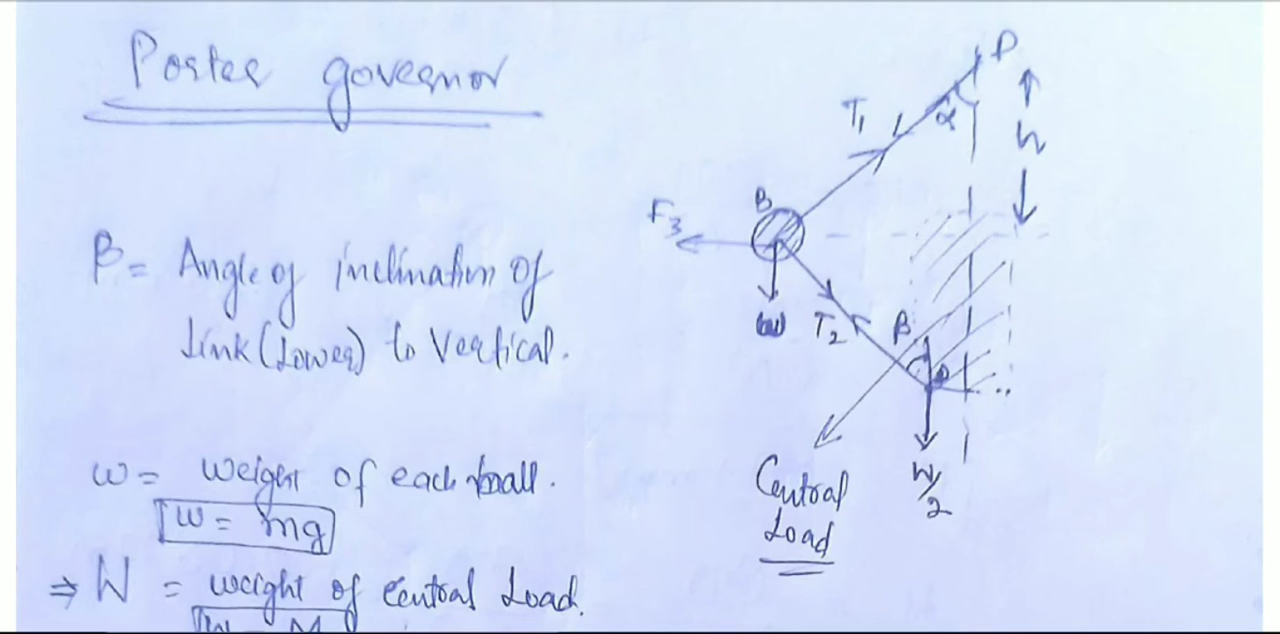 Porter governor
β = Angle of inclination of
Link (Lower) to Vertical.
w = weight of each ball.
w = mg
⇒ W = weight of central Load.
W = M
P
α
h
T1
B
F3
w
T2
β
D
W/2
Central
Load